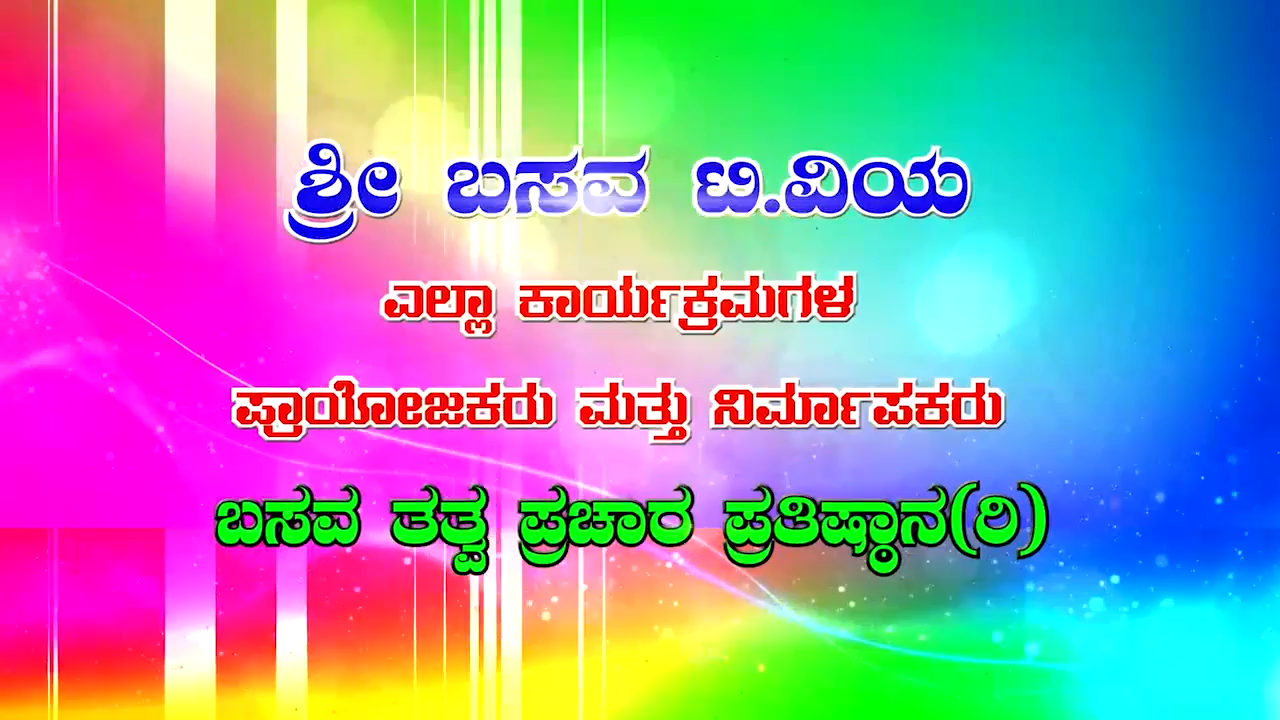 ಶ್ರೀ ಬಸವ ಟಿ.ವಿಯ
ಎಲ್ಲಾ ಕಾರ್ಯಕ್ರಮಗಳ
ಪ್ರಾಯೋಜಕರು ಮತ್ತು ನಿರ್ಮಾಪಕರು
ಬಸವ ತತ್ವ ಪ್ರಚಾರ ಪ್ರತಿಷ್ಠಾನ(ರಿ)